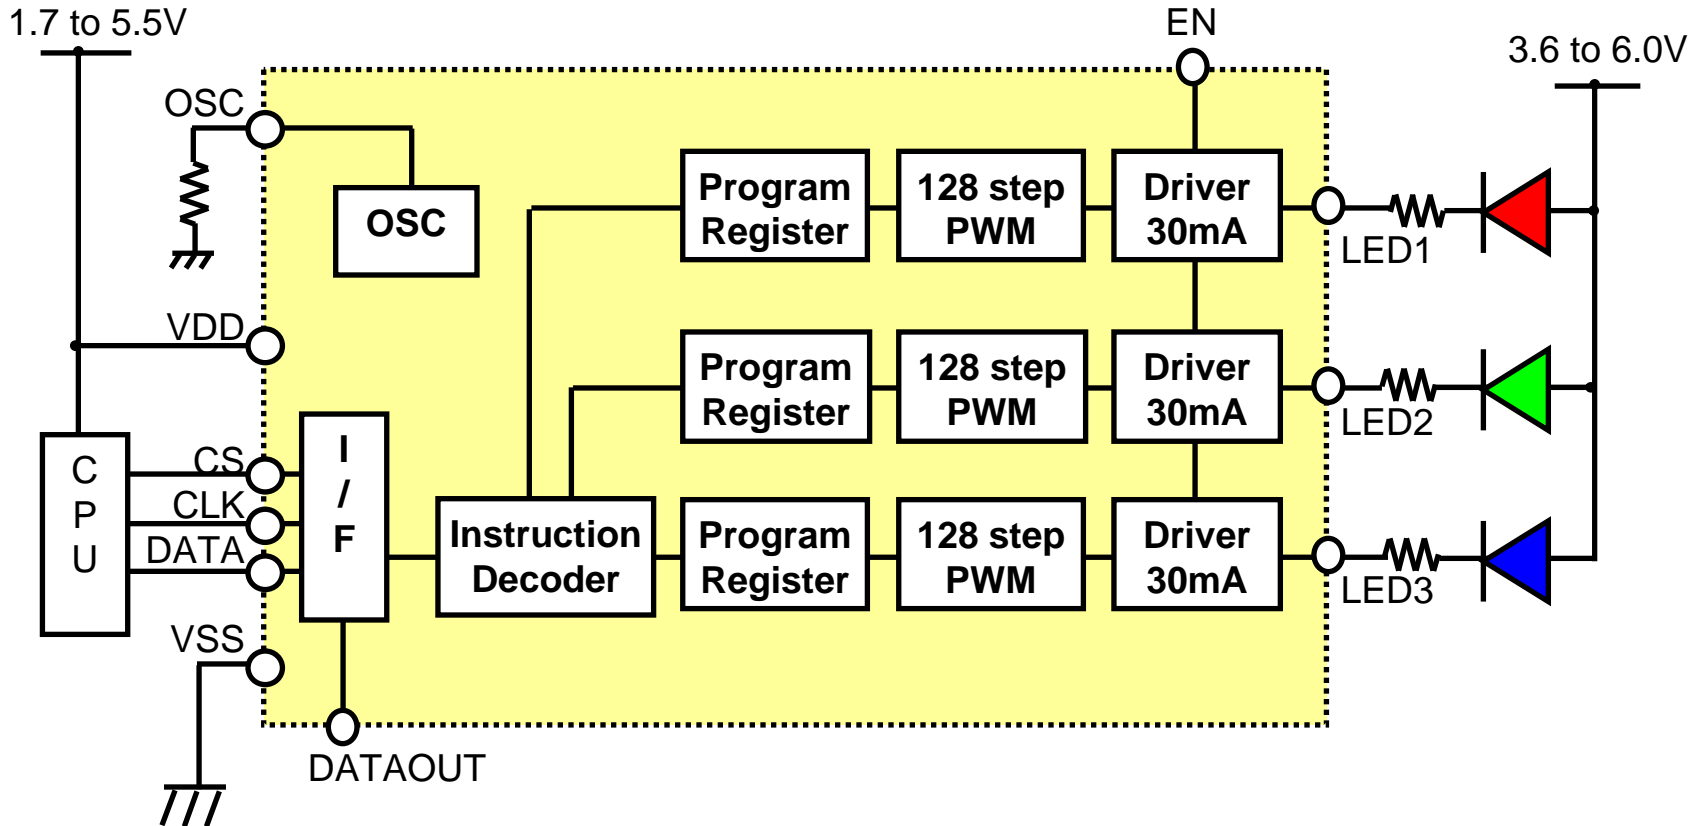 1.7 to 5.5V
EN
3.6 to 6.0V
OSC
OSC
Program
Register
128 step
PWM
Driver
30mA
LED1
VDD
Program
Register
128 step
PWM
Driver
30mA
LED2
C
P
U
CS
CLK
DATA
I
/
F
Instruction
Decoder
Program
Register
128 step
PWM
Driver
30mA
LED3
VSS
DATAOUT